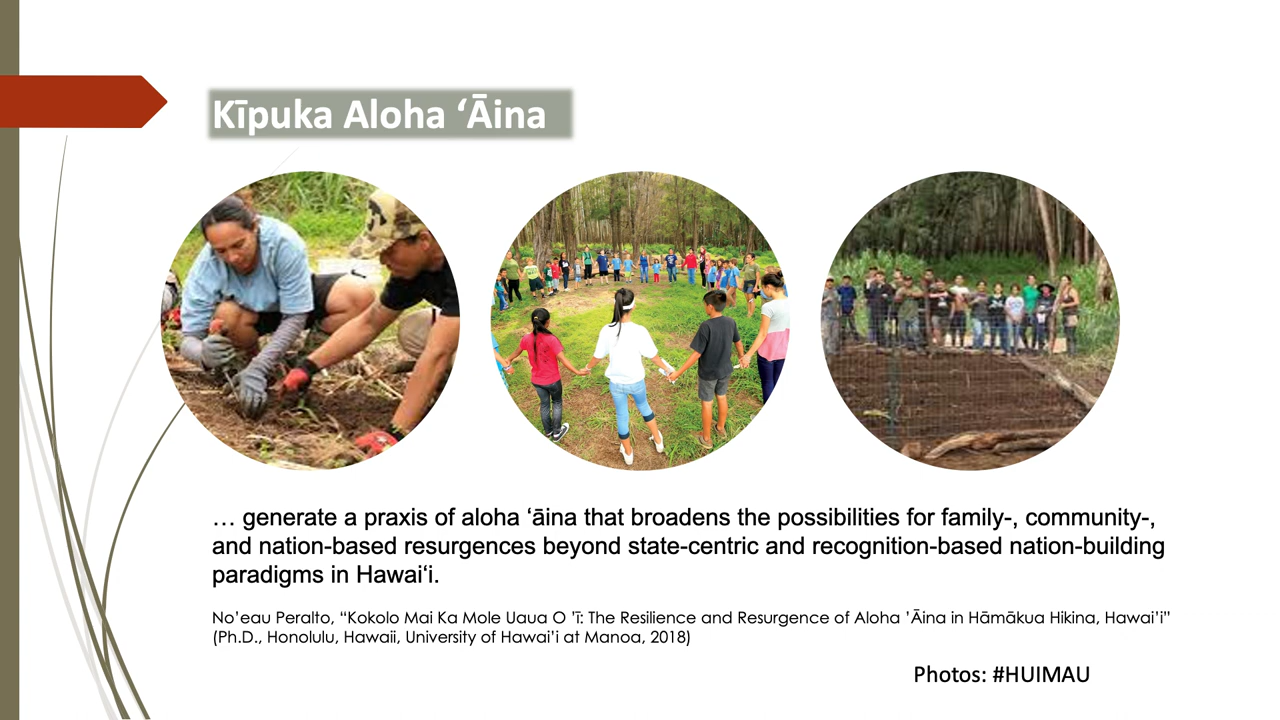 Kīpuka Aloha ʻĀina
… generate a praxis of aloha ʻāina that broadens the possibilities for family-, community-,
and nation-based resurgences beyond state-centric and recognition-based nation-building
paradigms in Hawaiʻi.
No’eau Peralto, “Kokolo Mai Ka Mole Uaua O ’ī: The Resilience and Resurgence of Aloha ’Āina in Hāmākua Hikina, Hawai’i”
(Ph.D., Honolulu, Hawaii, University of Hawai’i at Manoa, 2018)
Photos: #HUIMAU